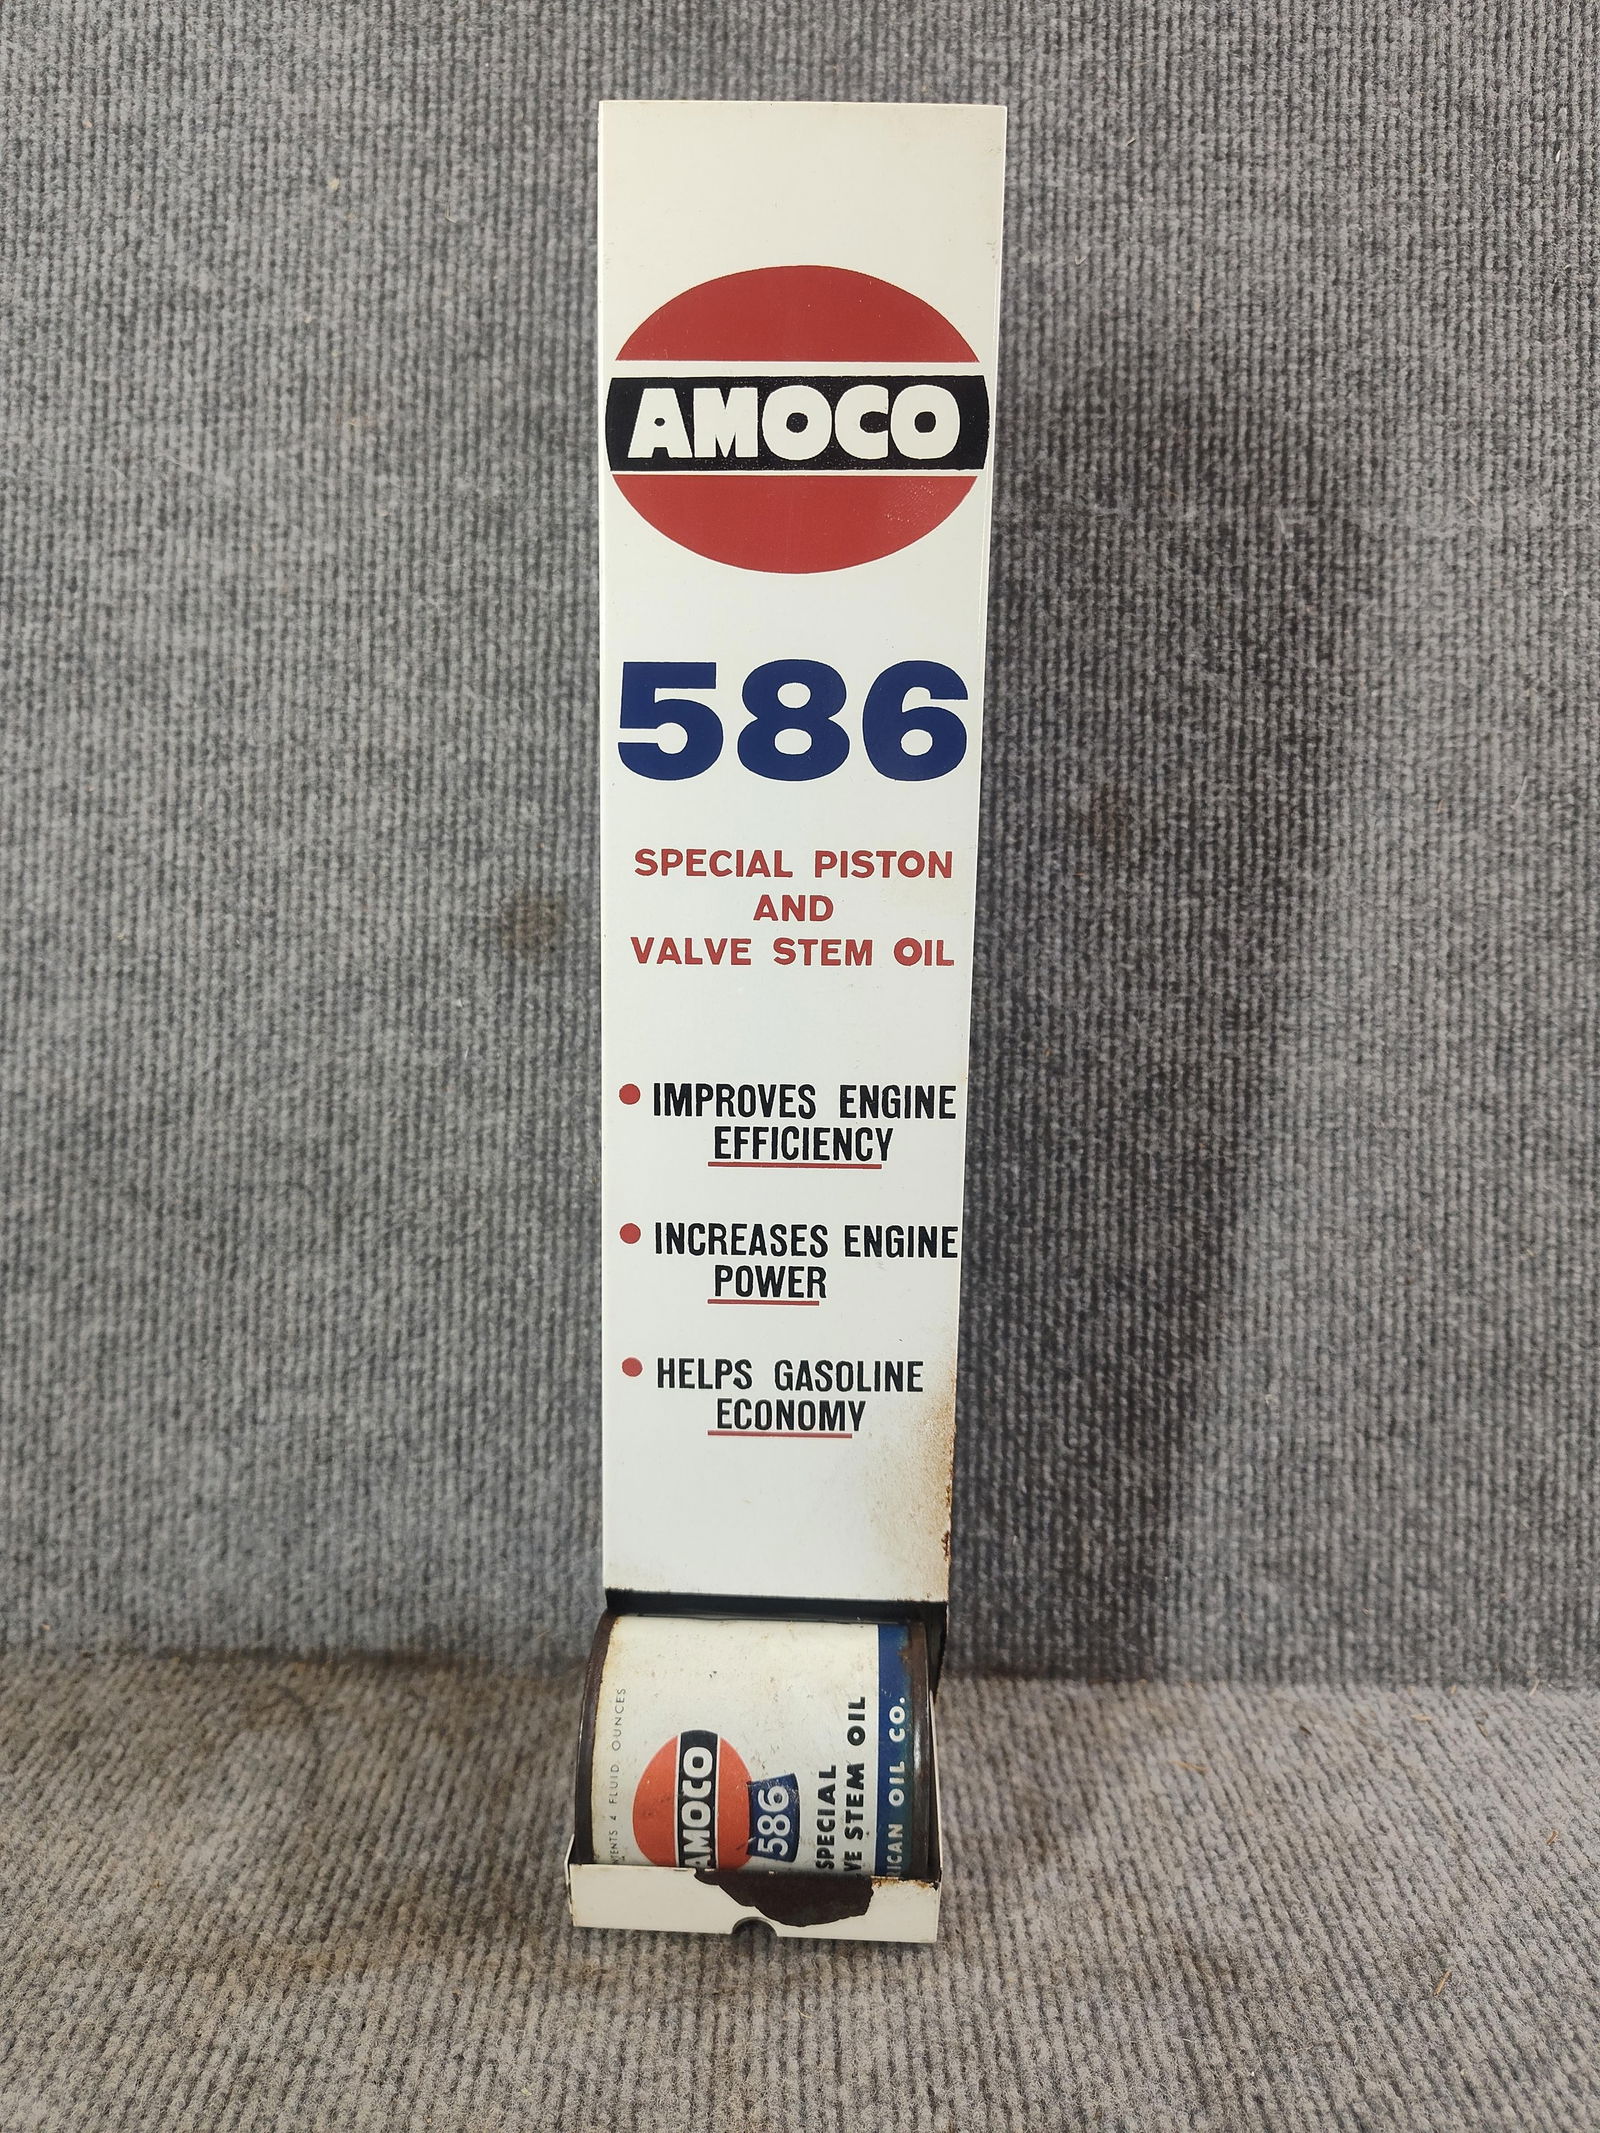 AMOCO
586
SPECIAL PISTON
AND
VALVE STEM OIL
• IMPROVES ENGINE
EFFICIENCY
• INCREASES ENGINE
POWER
• HELPS GASOLINE
ECONOMY
4 FLUID OUNCES
AMOCO
586
SPECIAL
STEM OIL
OIL CO.